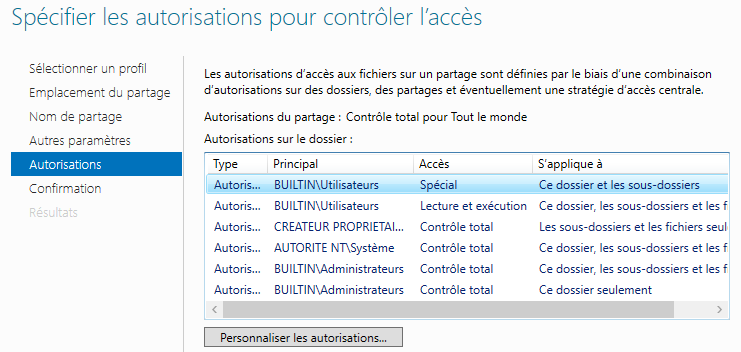 Spécifier les autorisations pour contrôler l'accès
Sélectionner un profil
Emplacement du partage
Nom de partage
Autres paramètres
Autorisations
Confirmation
Résultats
Les autorisations d'accès aux fichiers sur un partage sont définies par le biais d'une combinaison
d'autorisations sur des dossiers, des partages et éventuellement une stratégie d'accès centrale.
Autorisations du partage : Contrôle total pour Tout le monde
Autorisations sur le dossier :
Type Principal Accès S'applique à
Autoris... BUILTIN\Utilisateurs Spécial Ce dossier et les sous-dossiers
Autoris... BUILTIN\Utilisateurs Lecture et exécution Ce dossier, les sous-dossiers et les f
Autoris... CREATEUR PROPRIETAI... Contrôle total Les sous-dossiers et les fichiers seul
Autoris... AUTORITE NT\Système Contrôle total Ce dossier, les sous-dossiers et les f
Autoris... BUILTIN\Administrateurs Contrôle total Ce dossier, les sous-dossiers et les f
Autoris... BUILTIN\Administrateurs Contrôle total Ce dossier seulement
Personnaliser les autorisations...